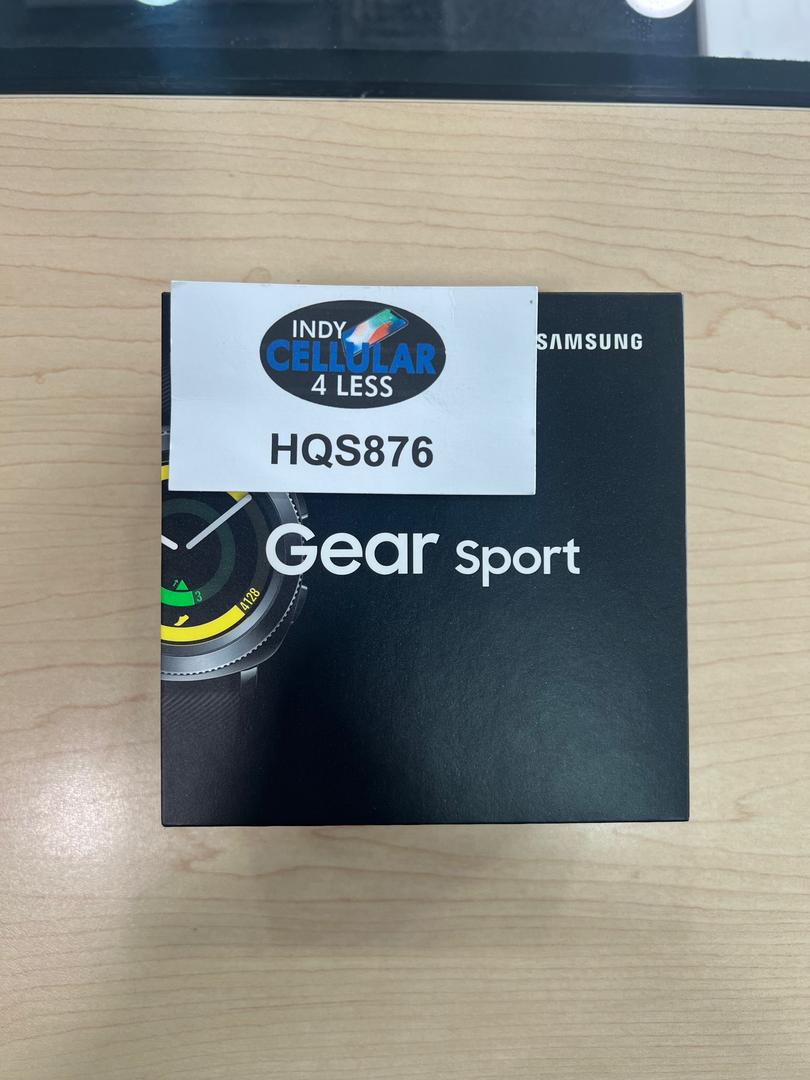 INDY
CELLULAR
4 LESS
HQS876
SAMSUNG
Gear Sport
3
4128